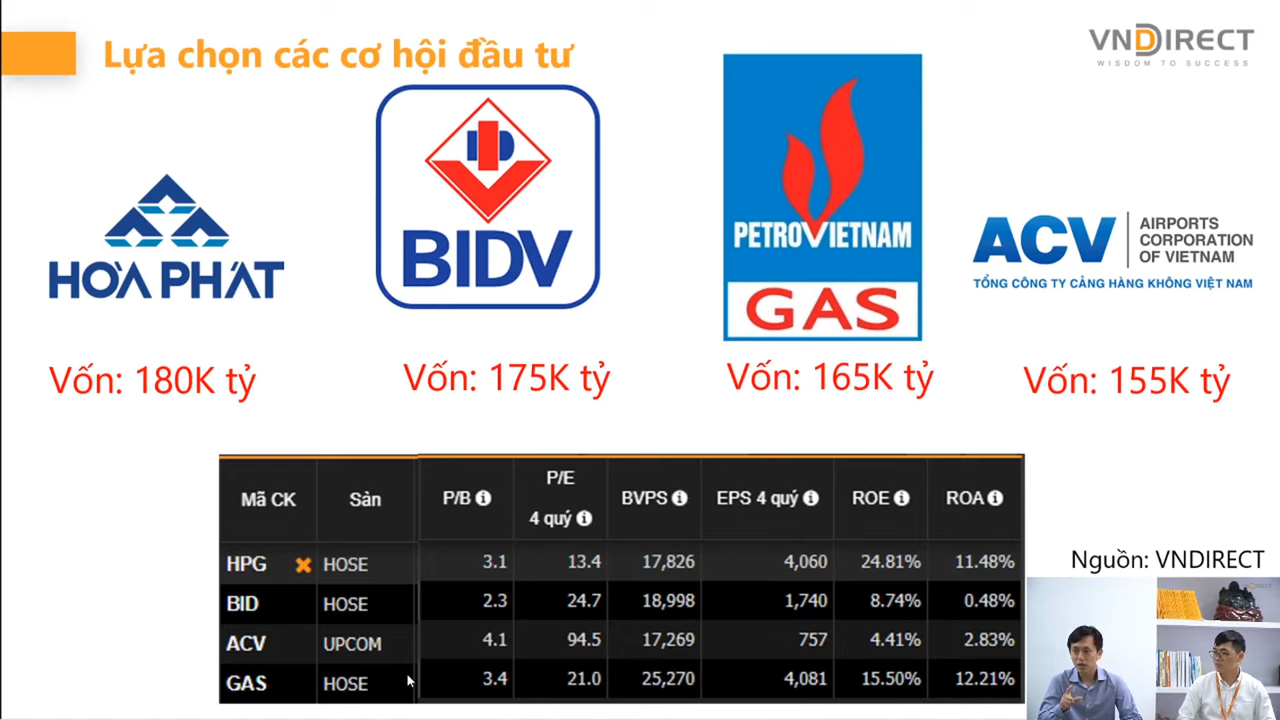 Lựa chọn các cơ hội đầu tư
VNDIRECT
WISDOM TO SUCCESS
HÒA PHÁT
BIDV
PETROVIETNAM
GAS
ACV
AIRPORTS
CORPORATION
OF VIETNAM
TỔNG CÔNG TY CẢNG HÀNG KHÔNG VIỆT NAM
Vốn: 180K tỷ
Vốn: 175K tỷ
Vốn: 165K tỷ
Vốn: 155K tỷ
Mã CK Sàn P/B P/E 4 quý BVPS EPS 4 quý ROE ROA
HPG HOSE 3.1 13.4 17,826 4,060 24.81% 11.48%
BID HOSE 2.3 24.7 18,998 1,740 8.74% 0.48%
ACV UPCOM 4.1 94.5 17,269 757 4.41% 2.83%
GAS HOSE 3.4 21.0 25,270 4,081 15.50% 12.21%
Nguồn: VNDIRECT